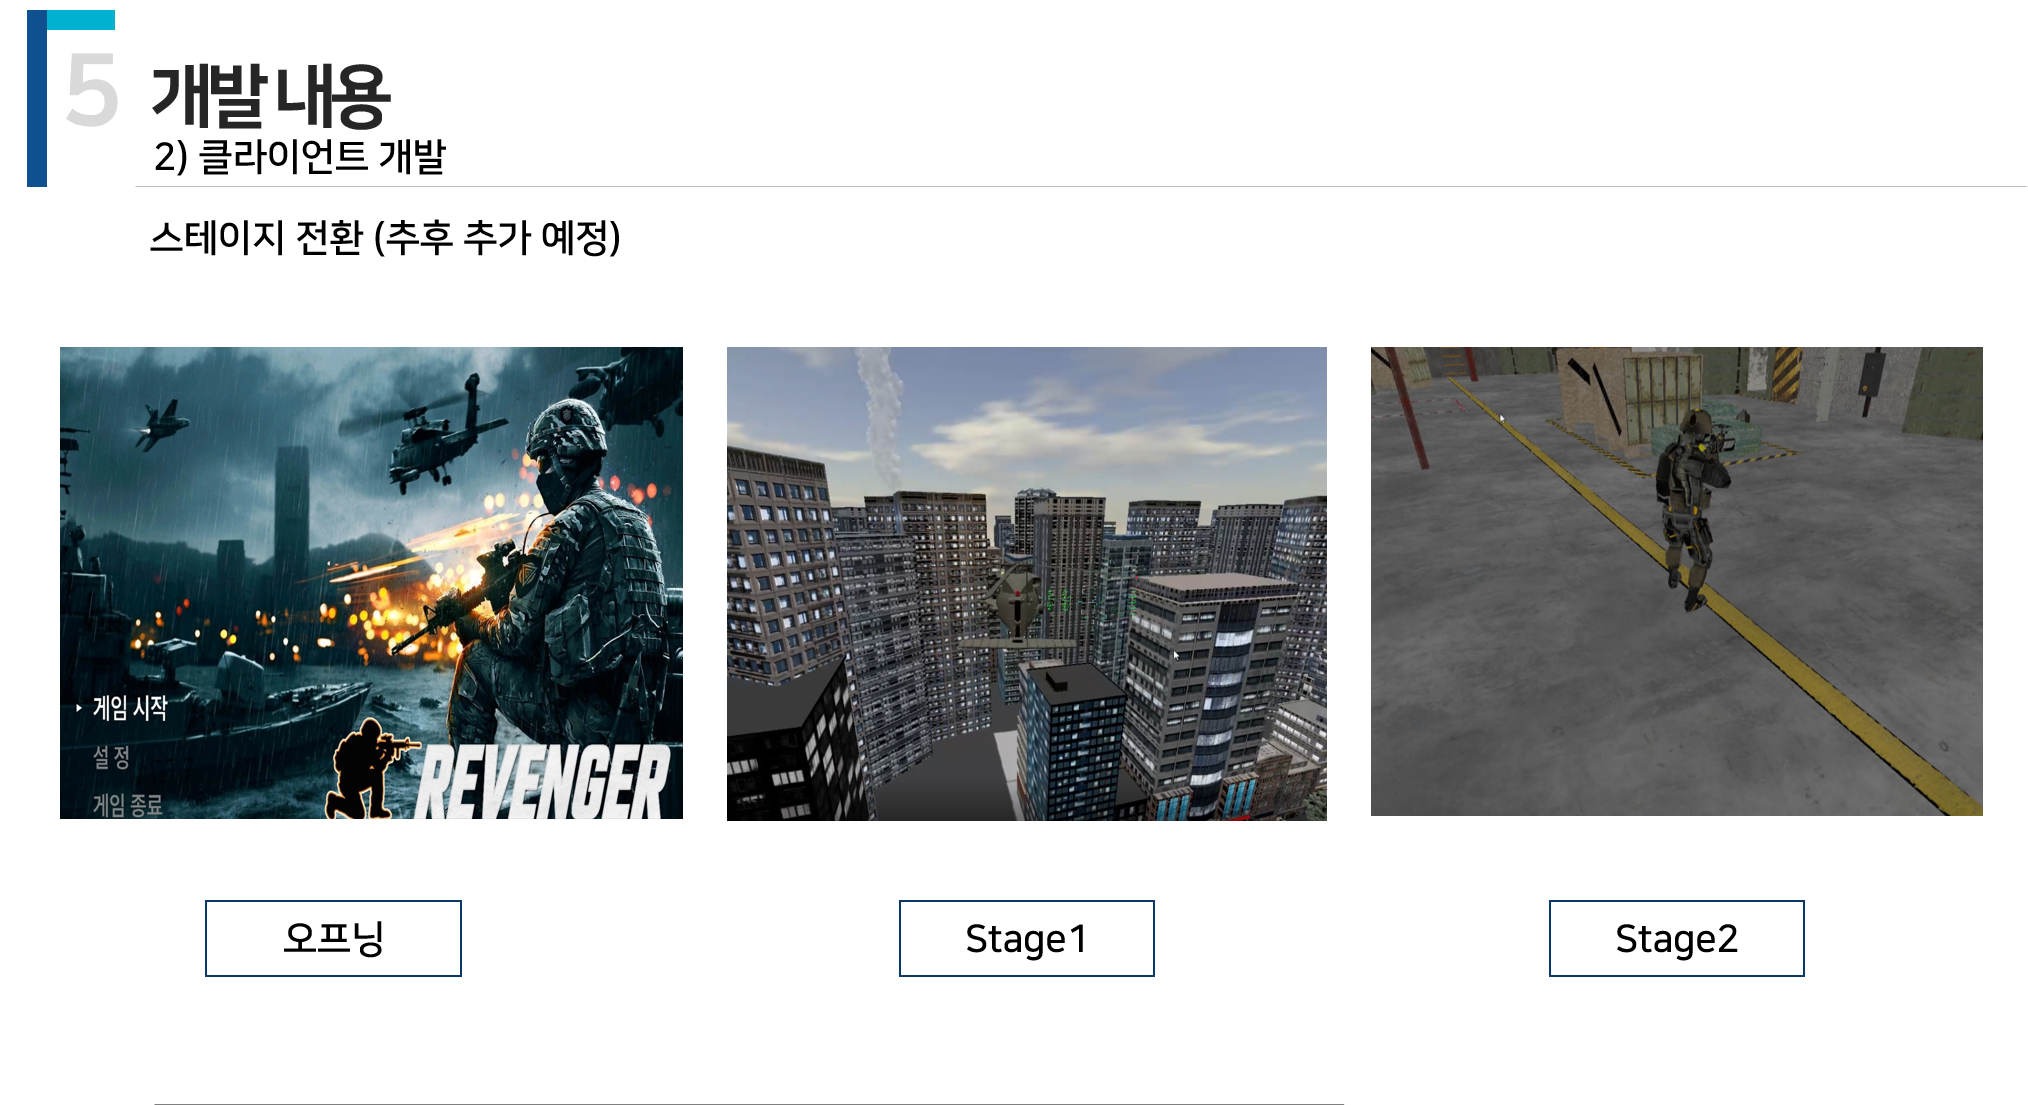 5
개발 내용
2) 클라이언트 개발
스테이지 전환 (추후 추가 예정)
게임 시작
설 정
게임 종료
REVENGER
오프닝
Stage1
Stage2